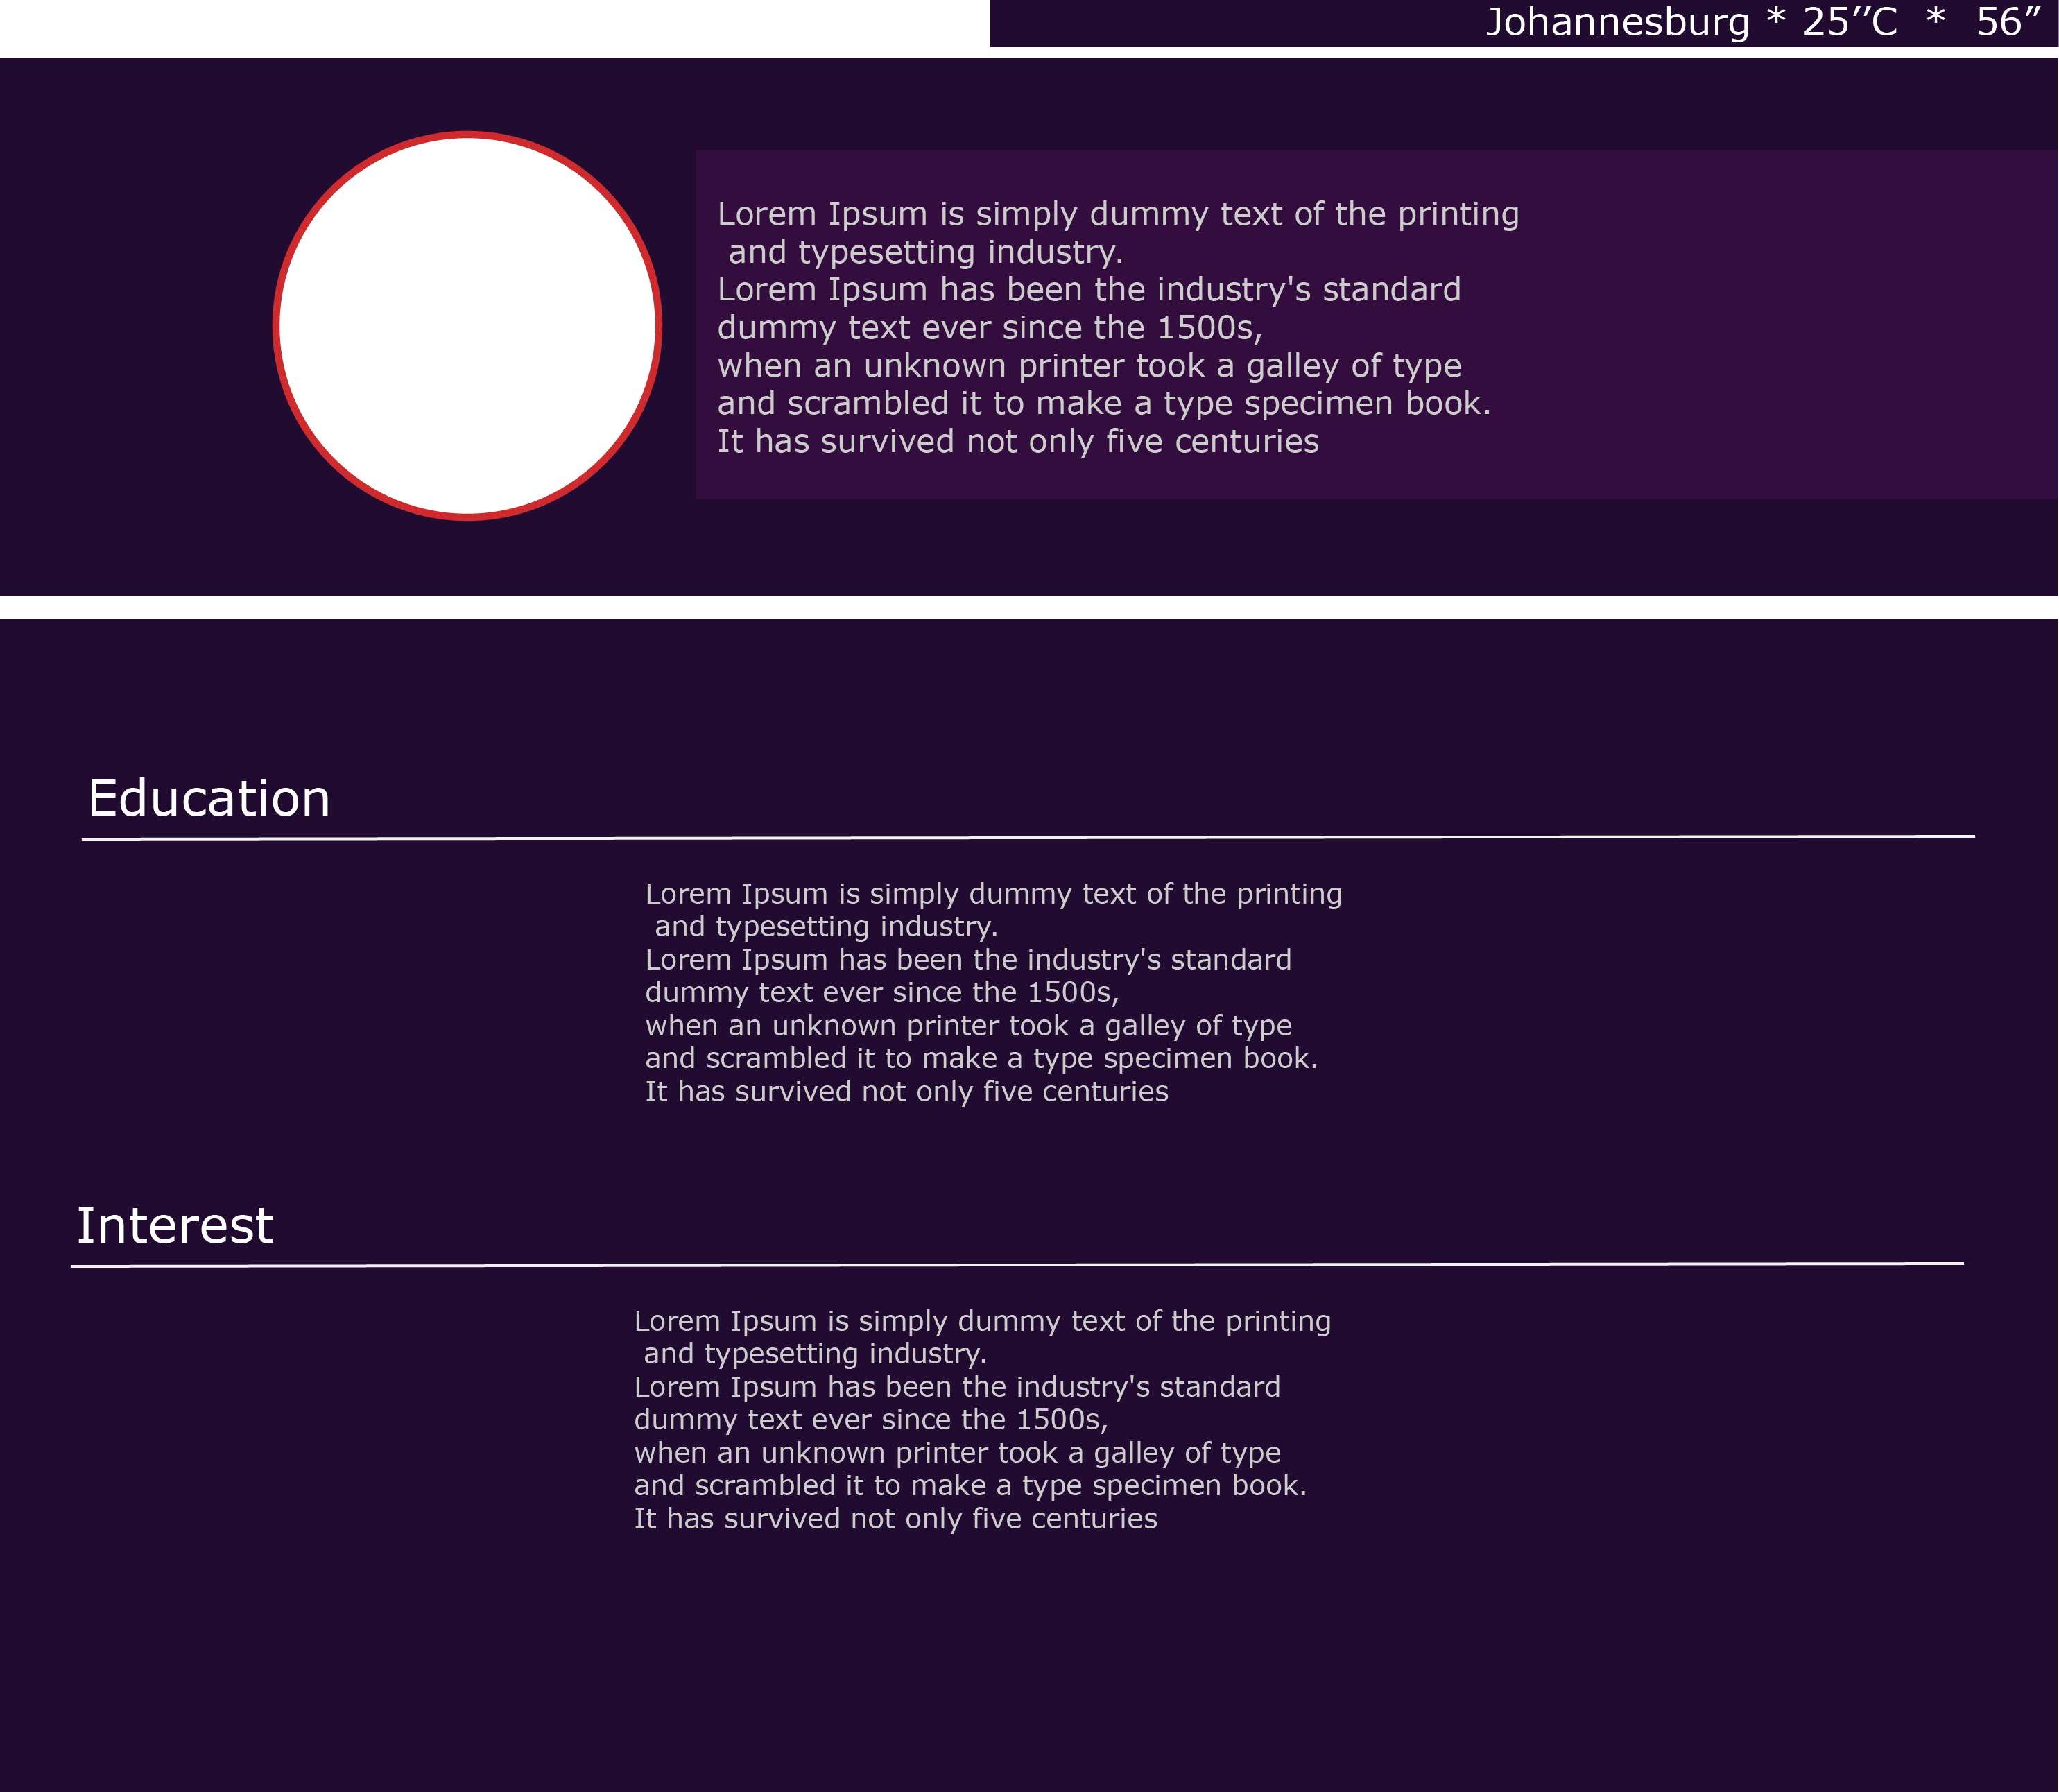 Johannesburg * 25’’C  *  56”
Lorem Ipsum is simply dummy text of the printing
and typesetting industry.
Lorem Ipsum has been the industry's standard
dummy text ever since the 1500s,
when an unknown printer took a galley of type
and scrambled it to make a type specimen book.
It has survived not only five centuries
Education
Lorem Ipsum is simply dummy text of the printing
and typesetting industry.
Lorem Ipsum has been the industry's standard
dummy text ever since the 1500s,
when an unknown printer took a galley of type
and scrambled it to make a type specimen book.
It has survived not only five centuries
Interest
Lorem Ipsum is simply dummy text of the printing
and typesetting industry.
Lorem Ipsum has been the industry's standard
dummy text ever since the 1500s,
when an unknown printer took a galley of type
and scrambled it to make a type specimen book.
It has survived not only five centuries